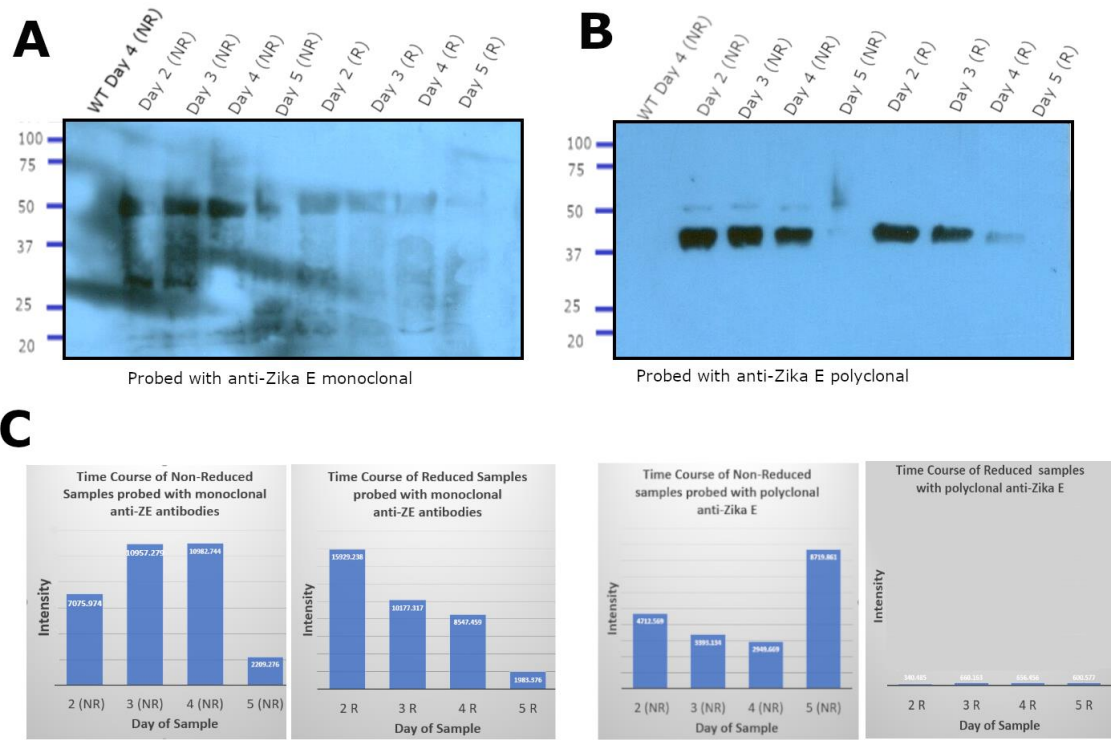 A
WT Day 4 (NR)
Day 2 (NR)
Day 3 (NR)
Day 4 (NR)
Day 5 (NR)
Day 2 (R)
Day 3 (R)
Day 4 (R)
Day 5 (R)
100
75
50
37
25
20
Probed with anti-Zika E monoclonal
B
WT Day 4 (NR)
Day 2 (NR)
Day 3 (NR)
Day 4 (NR)
Day 5 (NR)
Day 2 (R)
Day 3 (R)
Day 4 (R)
Day 5 (R)
100
75
50
37
25
20
Probed with anti-Zika E polyclonal
C
Time Course of Non-Reduced
Samples probed with monoclonal
anti-ZE antibodies
Intensity
7075.974
10957.279
10982.744
2209.276
2 (NR) 3 (NR) 4 (NR) 5 (NR)
Day of Sample
Time Course of Reduced Samples
probed with monoclonal
anti-ZE antibodies
Intensity
15929.238
10177.317
8547.459
1983.376
2 R 3 R 4 R 5 R
Day of Sample
Time Course of Non-Reduced
samples probed with polyclonal
anti-Zika E
Intensity
4712.569
2949.669
8719.861
2 (NR) 3 (NR) 4 (NR) 5 (NR)
Day of Sample
Time Course of Reduced samples
with polyclonal anti-Zika E
Intensity
2 R 3 R 4 R 5 R
Day of Sample